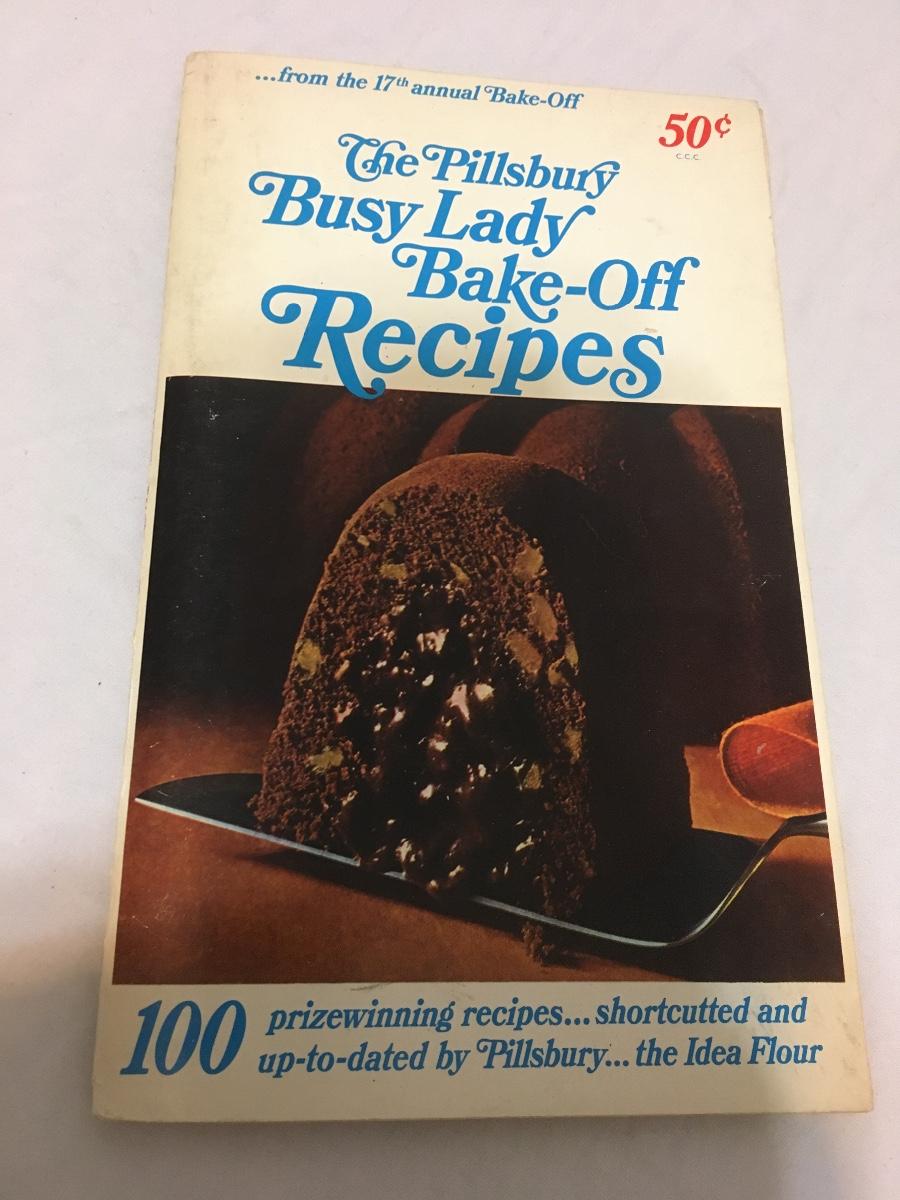 ...from the 17th annual Bake-Off
50¢
C.C.C.
The Pillsbury
Busy Lady
Bake-Off
Recipes
100 prizewinning recipes... shortcutted and
up-to-dated by Pillsbury... the Idea Flour